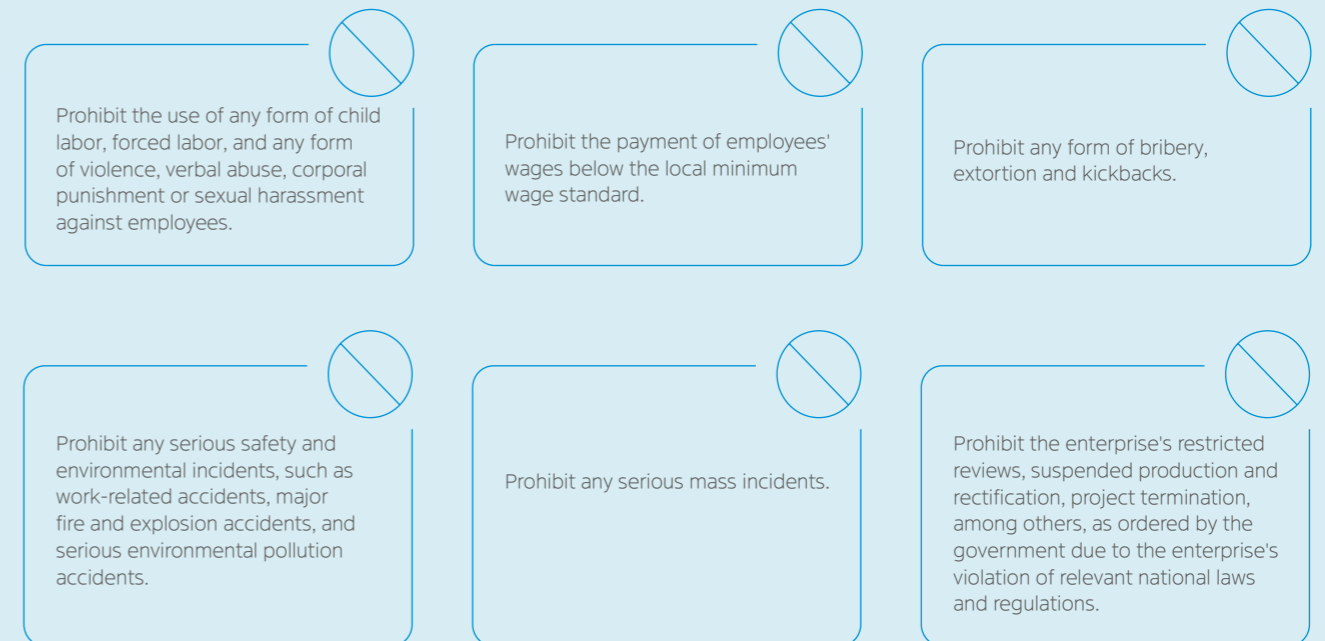 Prohibit the use of any form of child
labor, forced labor, and any form
of violence, verbal abuse, corporal
punishment or sexual harassment
against employees.
Prohibit the payment of employees'
wages below the local minimum
wage standard.
Prohibit any form of bribery,
extortion and kickbacks.
Prohibit any serious safety and
environmental incidents, such as
work-related accidents, major
fire and explosion accidents, and
serious environmental pollution
accidents.
Prohibit any serious mass incidents.
Prohibit the enterprise's restricted
reviews, suspended production and
rectification, project termination,
among others, as ordered by the
government due to the enterprise's
violation of relevant national laws
and regulations.